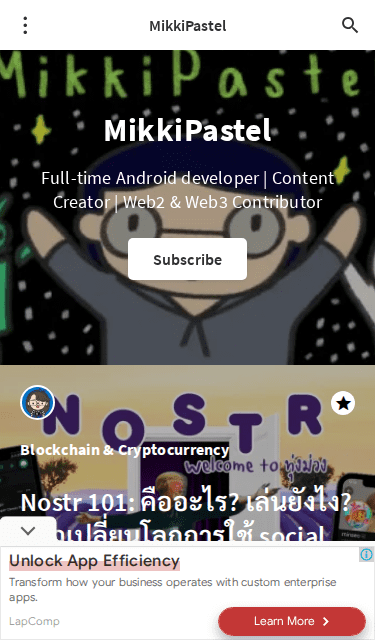 MikkiPastel
MikkiPaste
MikkiPastel
Full-time Android developer | Content
Creator | Web2 & Web3 Contributor
Subscribe
NOSTR
Blockchain & Cryptocurrency
welcome to ทุ่งม่วง
Nostr 101: คืออะไร? เล่นยังไง?
เปลี่ยนโลกการใช้ social
Unlock App Efficiency
Transform how your business operates with custom enterprise
apps.
LapComp
Learn More